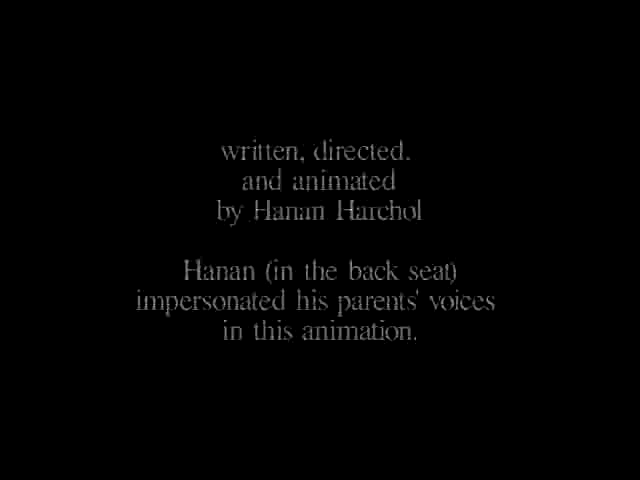 written, directed,
and animated
by Hanan Harchol
Hanan (in the back seat)
impersonated his parents' voices
in this animation.